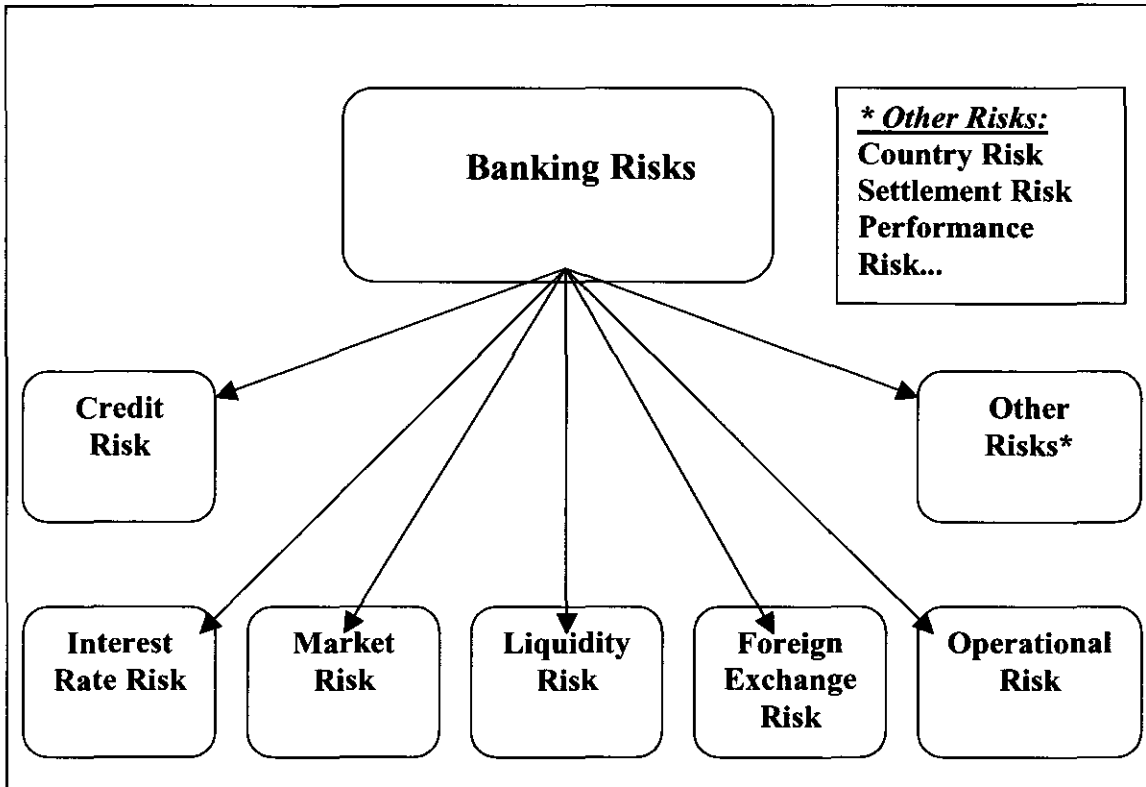 Banking Risks
* Other Risks:
Country Risk
Settlement Risk
Performance
Risk...
Credit
Risk
Other
Risks*
Interest
Rate Risk
Market
Risk
Liquidity
Risk
Foreign
Exchange
Risk
Operational
Risk